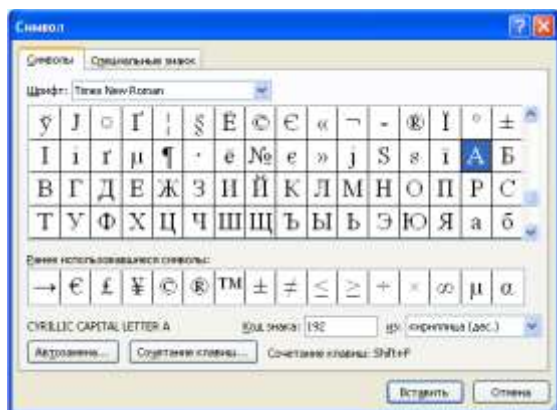 Символ
Символы Специальные знаки
Шрифт: Times New Roman
ў Ј ¤ Ґ ¦ § Ё © Є « ¬ - ® Ї ° ±
І і ґ µ ¶ · ё № є » ј Ѕ ѕ ї А Б
В Г Д Е Ж З И Й К Л М Н О П Р С
Т У Ф Х Ц Ч Ш Щ Ъ Ы Ь Э Ю Я а б
Ранее использовавшиеся символы:
→ € £ ¥ © ® ™ ± ≠ ≤ ≥ ÷ × ∞ µ α
CYRILLIC CAPITAL LETTER A Код знака: 192 из: кириллица (дес.)
Автозамена... Сочетание клавиш... Сочетание клавиш: Shift+F
Вставить Отмена